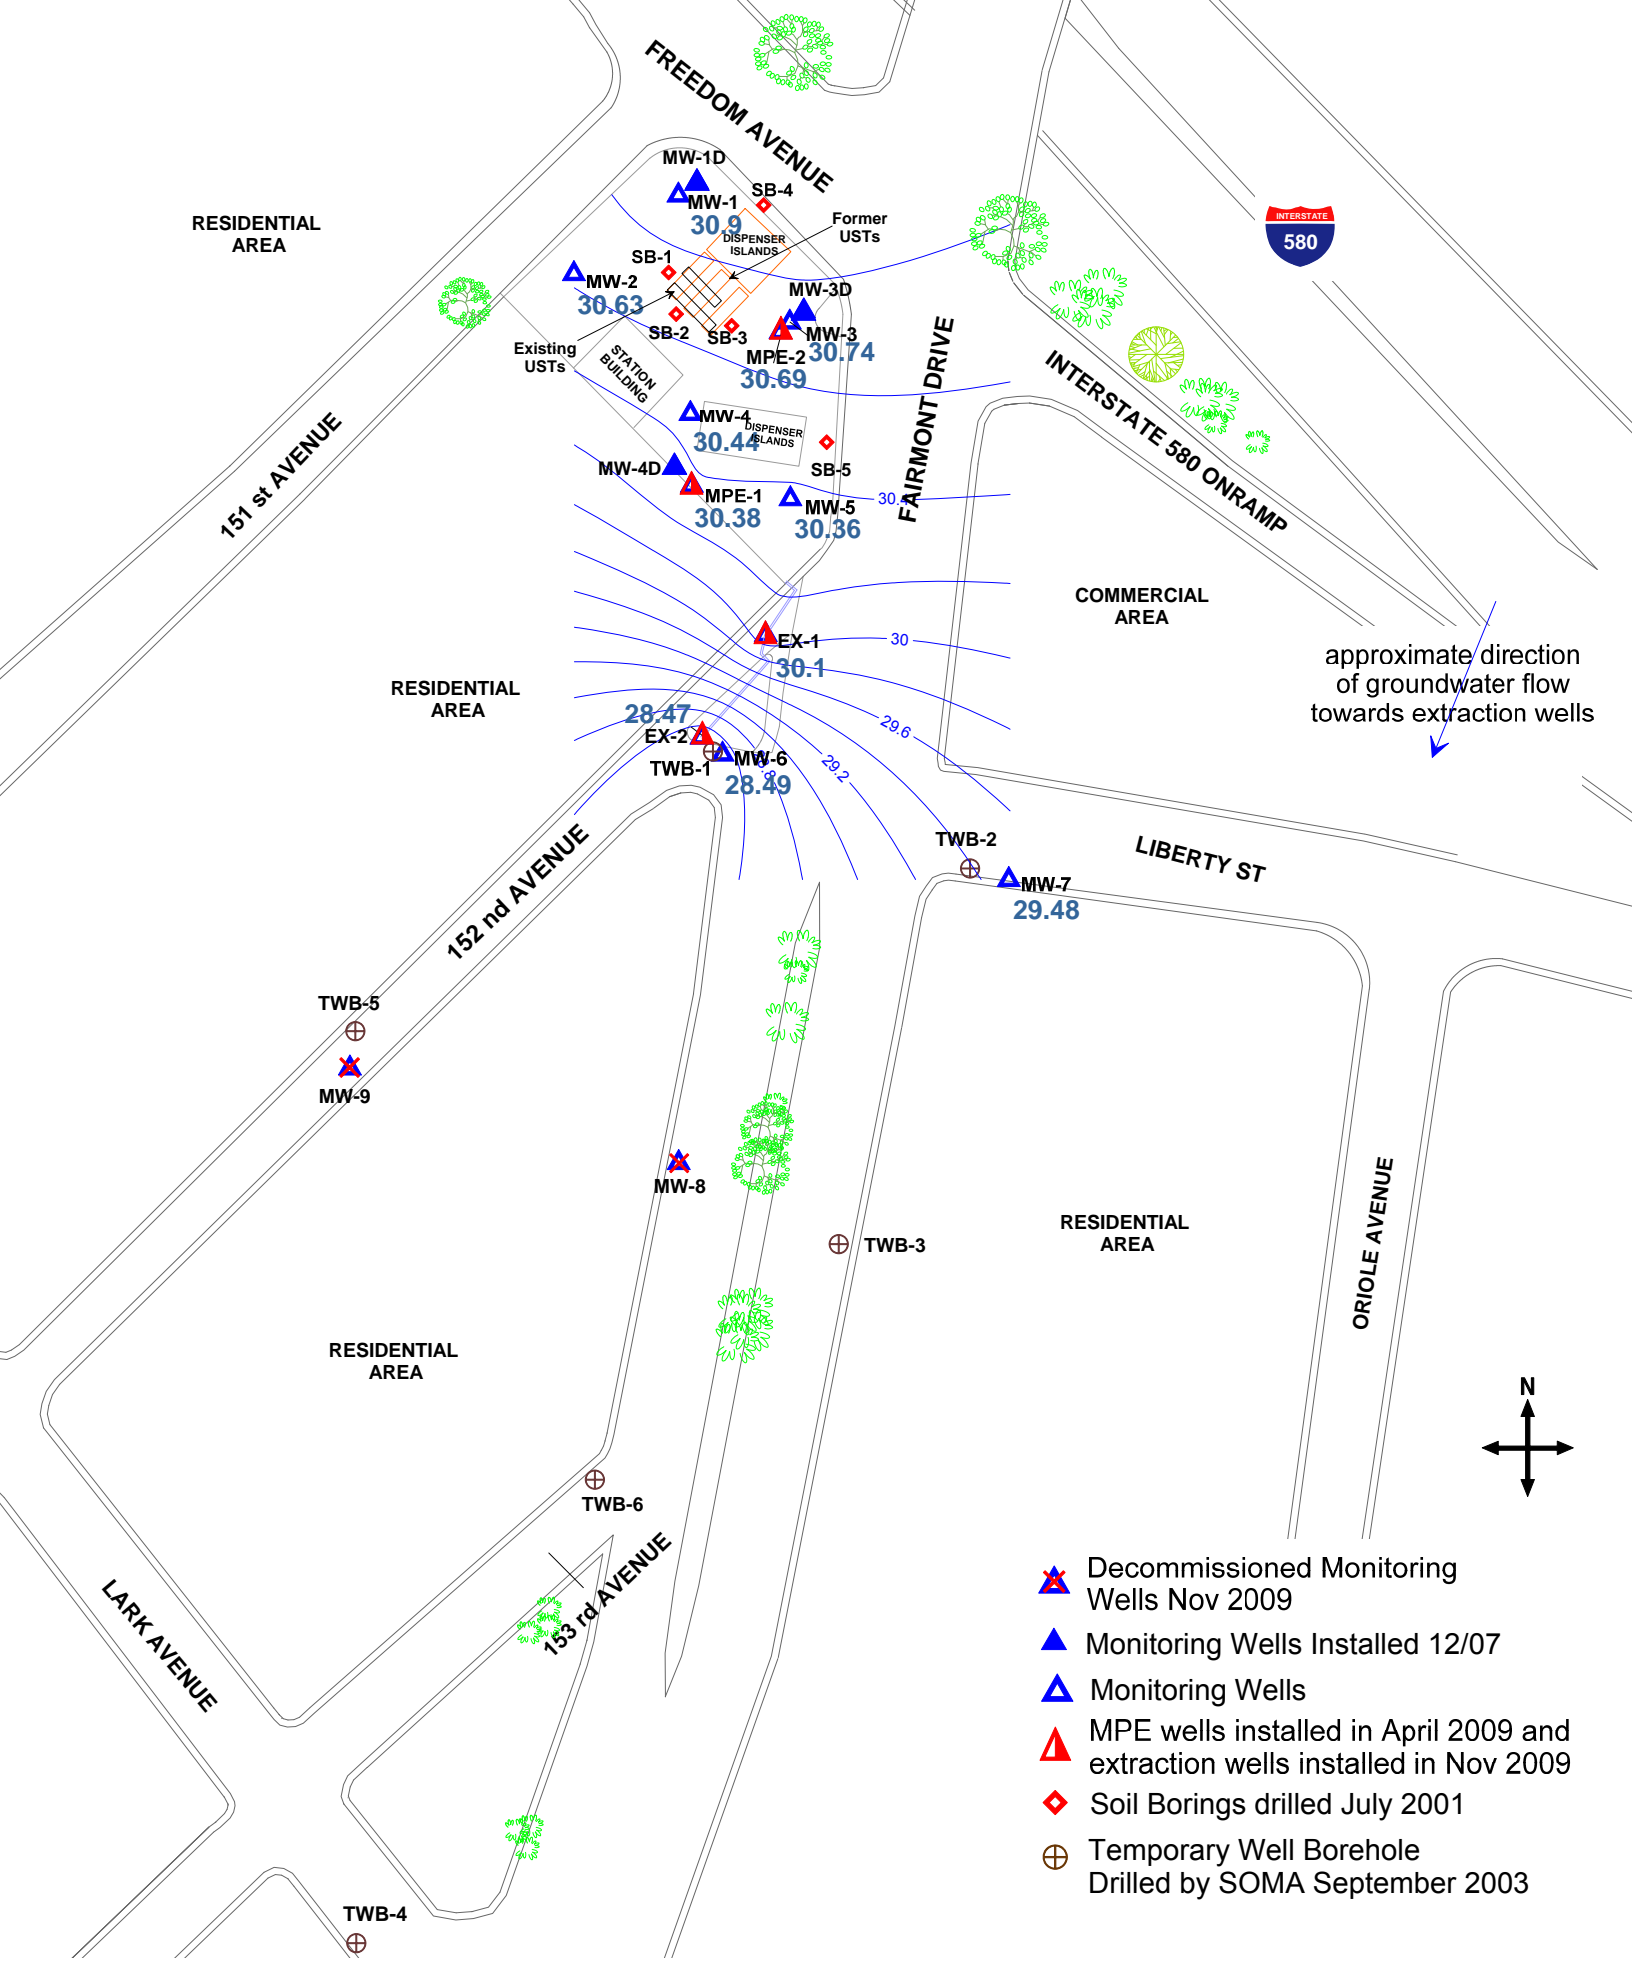 FREEDOM AVENUE
MW-1D
SB-4
MW-1
30.9
Former
USTs
DISPENSER
ISLANDS
RESIDENTIAL
AREA
INTERSTATE
580
SB-1
MW-2
30.63
MW-3D
SB-2
SB-3
MW-3
30.74
Existing
USTs
STATION
BUILDING
MPE-2
30.69
FAIRMONT DRIVE
INTERSTATE 580 ONRAMP
MW-4
30.44
DISPENSER
ISLANDS
SB-5
MW-4D
MPE-1
30.38
MW-5
30.36
30.4
151 st AVENUE
COMMERCIAL
AREA
EX-1
30.1
30
approximate direction
of groundwater flow
towards extraction wells
RESIDENTIAL
AREA
28.47
EX-2
TWB-1
MW-6
28.49
29.6
29.2
TWB-2
LIBERTY ST
MW-7
29.48
152 nd AVENUE
TWB-5
MW-9
MW-8
TWB-3
RESIDENTIAL
AREA
ORIOLE AVENUE
RESIDENTIAL
AREA
N
TWB-6
153 rd AVENUE
LARK AVENUE
TWB-4
Decommissioned Monitoring
Wells Nov 2009
Monitoring Wells Installed 12/07
Monitoring Wells
MPE wells installed in April 2009 and
extraction wells installed in Nov 2009
Soil Borings drilled July 2001
Temporary Well Borehole
Drilled by SOMA September 2003